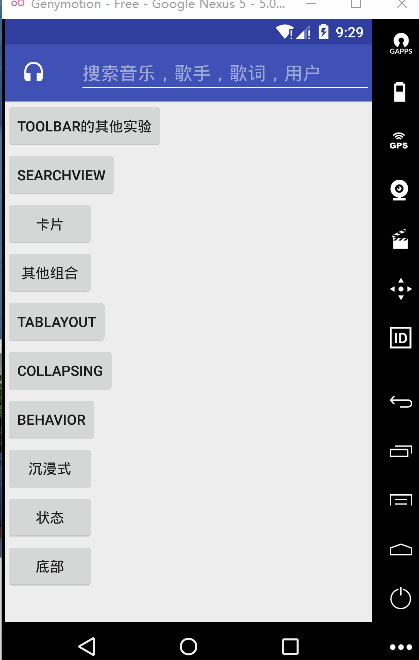 Genymotion - Free - Google Nexus 5 - 5.0...
9:29
GAPPS
搜索音乐，歌手，歌词，用户
TOOLBAR的其他实验
SEARCHVIEW
GPS
卡片
其他组合
TABLAYOUT
ID
COLLAPSING
BEHAVIOR
沉浸式
状态
底部